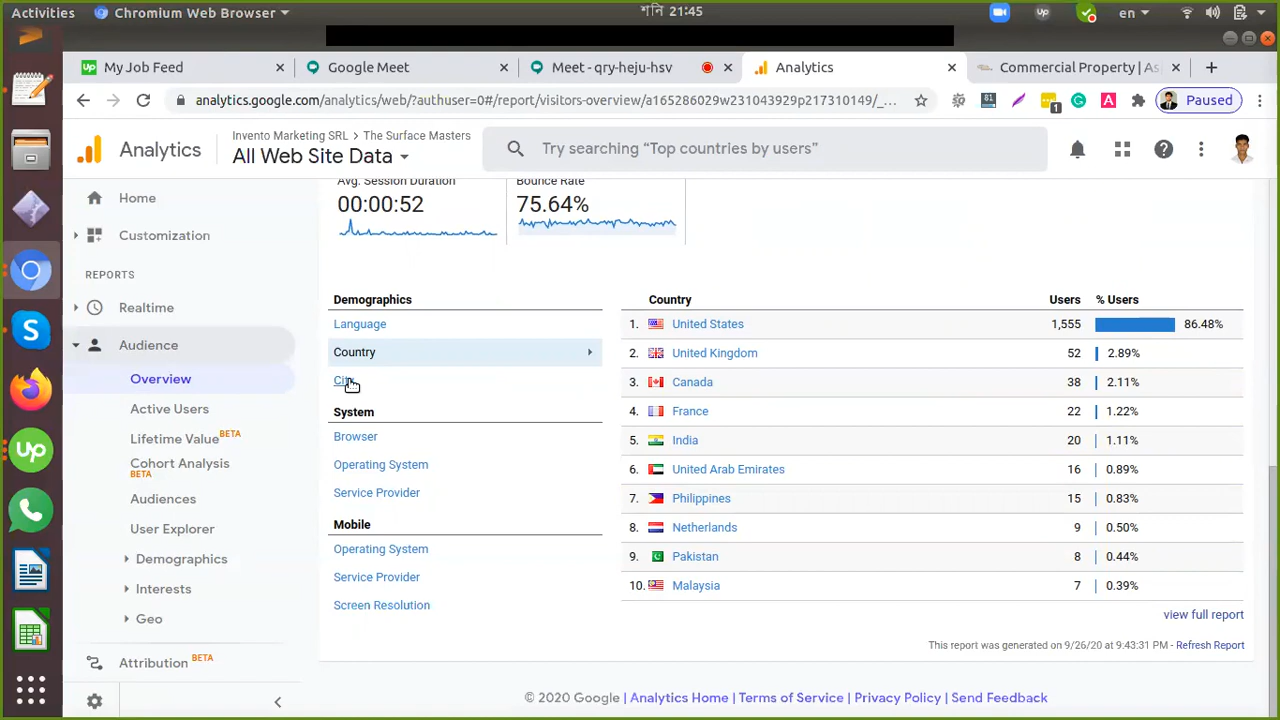 Activities Chromium Web Browser শনি 21:45 up en
up My Job Feed Google Meet Meet - qry-heju-hsv Analytics Commercial Property | As
analytics.google.com/analytics/web/?authuser=0#/report/visitors-overview/a165286029w231043929p217310149/_... 1 Paused
Analytics Invento Marketing SRL > The Surface Masters
All Web Site Data Try searching “Top countries by users”
Home
Customization
REPORTS
Realtime
Audience
Overview
Active Users
Lifetime Value BETA
Cohort Analysis
BETA
Audiences
User Explorer
Demographics
Interests
Geo
Attribution BETA
Avg. Session Duration Bounce Rate
00:00:52 75.64%
Demographics
Language
Country
City
System
Browser
Operating System
Service Provider
Mobile
Operating System
Service Provider
Screen Resolution
Country Users % Users
1. United States 1,555 86.48%
2. United Kingdom 52 2.89%
3. Canada 38 2.11%
4. France 22 1.22%
5. India 20 1.11%
6. United Arab Emirates 16 0.89%
7. Philippines 15 0.83%
8. Netherlands 9 0.50%
9. Pakistan 8 0.44%
10. Malaysia 7 0.39%
view full report
This report was generated on 9/26/20 at 9:43:31 PM - Refresh Report
© 2020 Google | Analytics Home | Terms of Service | Privacy Policy | Send Feedback